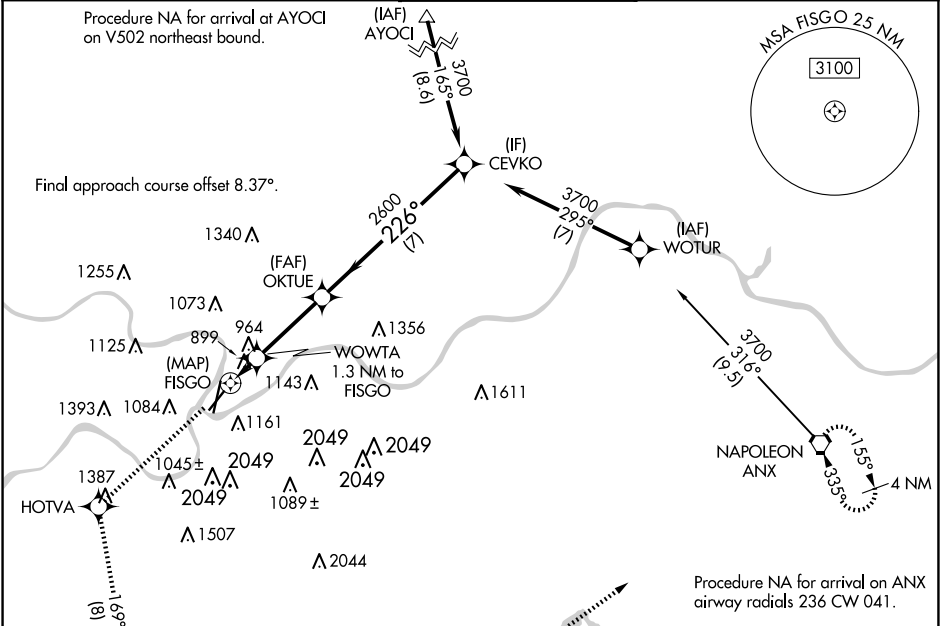 Procedure NA for arrival at AYOCI
on V502 northeast bound.
(IAF)
AYOCI
3700
165°
(8.6)
MSA FISGO 25 NM
3100
(IF)
CEVKO
Final approach course offset 8.37°.
2600
226°
(7)
3700
295°
(7)
(IAF)
WOTUR
1340
(FAF)
OKTUE
1255
1073
964
899
1356
1125
WOWTA
1.3 NM to
FISGO
(MAP)
FISGO
1143
3700
316°
(9.5)
1611
1393
1084
1161
2049
2049
2049
NAPOLEON
ANX
155°
335°
4 NM
1045±
2049
2049
1089±
1387
HOTVA
1507
2044
169°
(8)
Procedure NA for arrival on ANX
airway radials 236 CW 041.